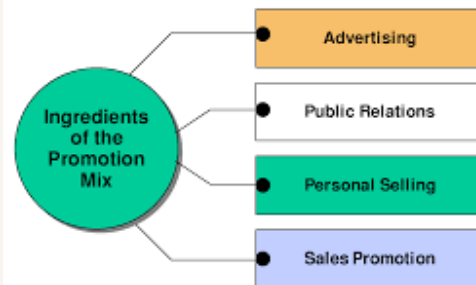 Ingredients
of the
Promotion
Mix
Advertising
Public Relations
Personal Selling
Sales Promotion